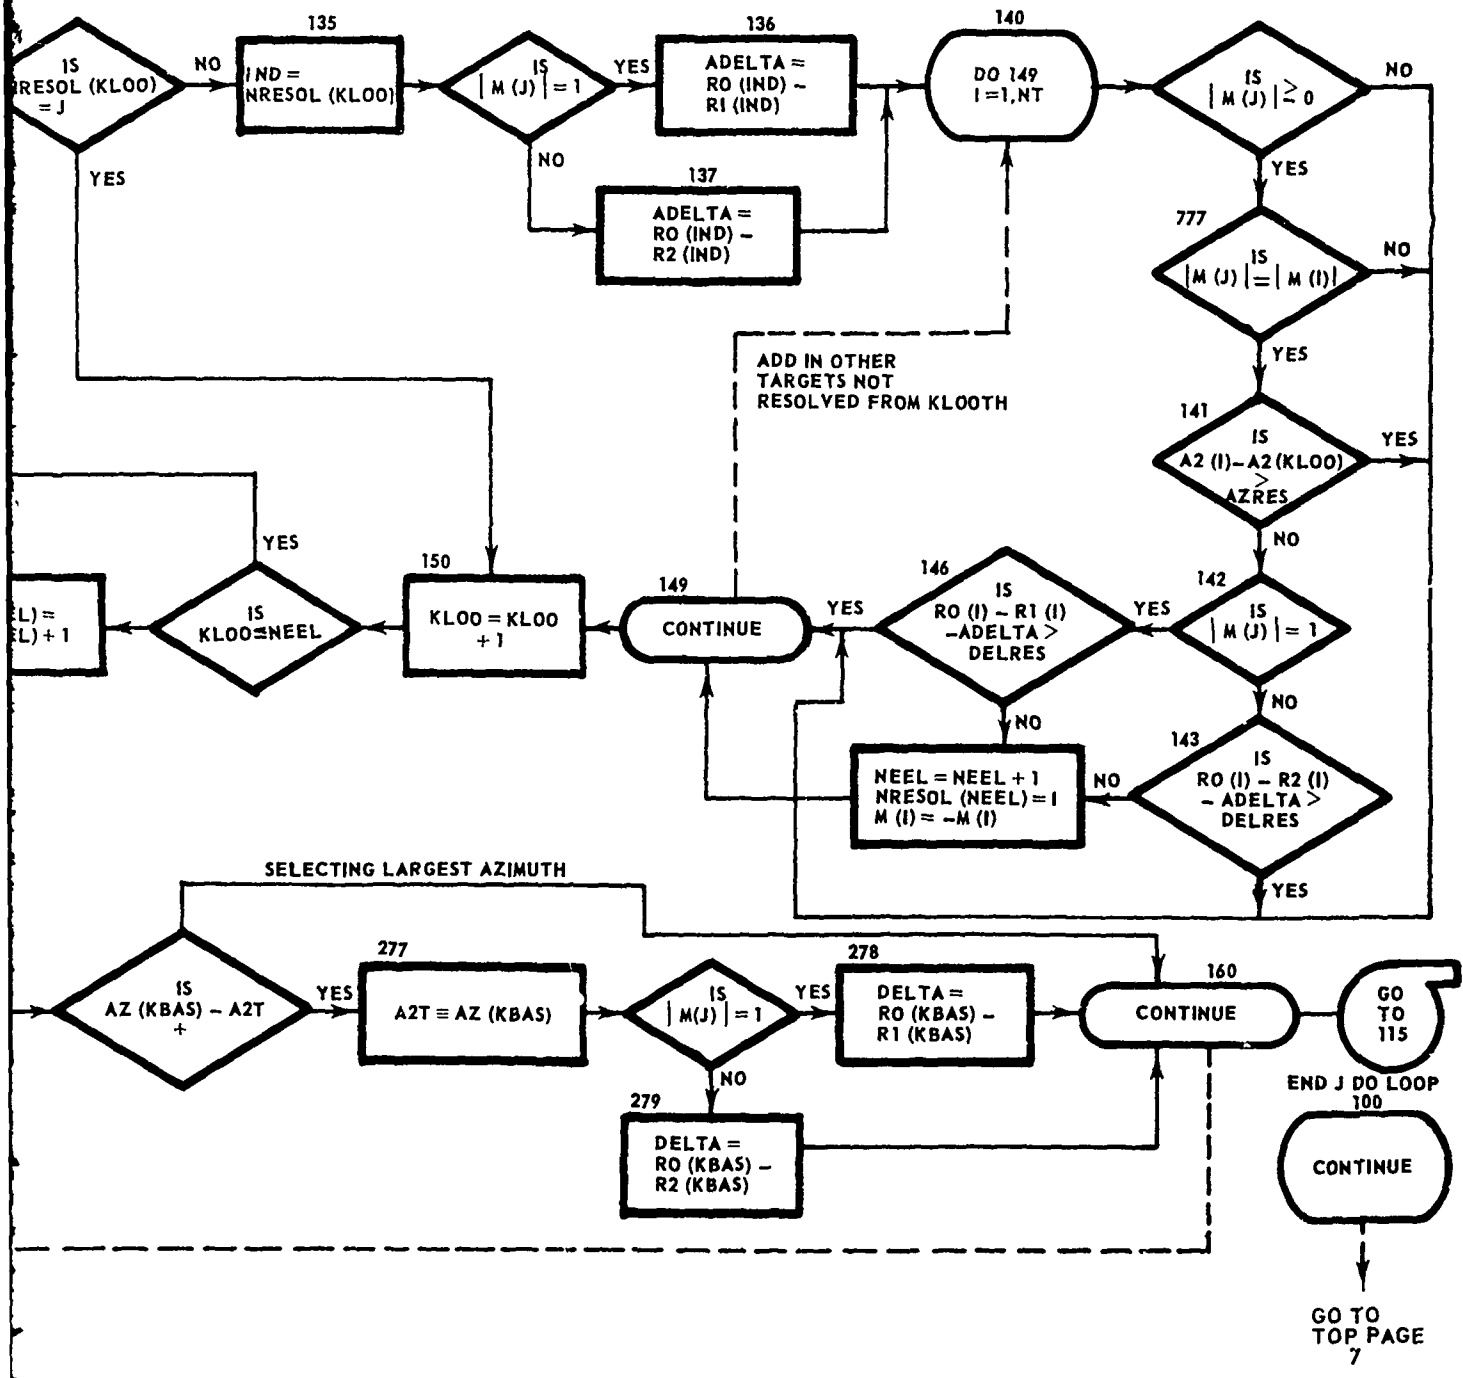 IS
NRESOL (KLOO)
= J
NO
YES
135
IND =
NRESOL (KLOO)
IS
| M (J) | = 1
YES
NO
136
ADELTA =
RO (IND) –
R1 (IND)
137
ADELTA =
RO (IND) –
R2 (IND)
140
DO 149
I = 1, NT
IS
| M (J) | ≥ 0
NO
YES
777
IS
| M (J) | = | M (I) |
NO
YES
141
IS
A2 (I) – A2 (KLOO)
>
AZRES
YES
NO
142
IS
| M (J) | = 1
YES
NO
143
IS
RO (I) – R2 (I)
– ADELTA >
DELRES
NO
YES
146
IS
RO (I) – R1 (I)
– ADELTA >
DELRES
YES
NO
NEEL = NEEL + 1
NRESOL (NEEL) = I
M (I) = – M (I)
ADD IN OTHER
TARGETS NOT
RESOLVED FROM KLOOTH
149
CONTINUE
150
KLOO = KLOO
+ 1
IS
KLOO = NEEL
YES
EL) =
EL) + 1
SELECTING LARGEST AZIMUTH
IS
AZ (KBAS) – A2T
+
YES
277
A2T = AZ (KBAS)
IS
| M(J) | = 1
YES
NO
278
DELTA =
RO (KBAS) –
R1 (KBAS)
279
DELTA =
RO (KBAS) –
R2 (KBAS)
160
CONTINUE
GO
TO
115
END J DO LOOP
100
CONTINUE
GO TO
TOP PAGE
7